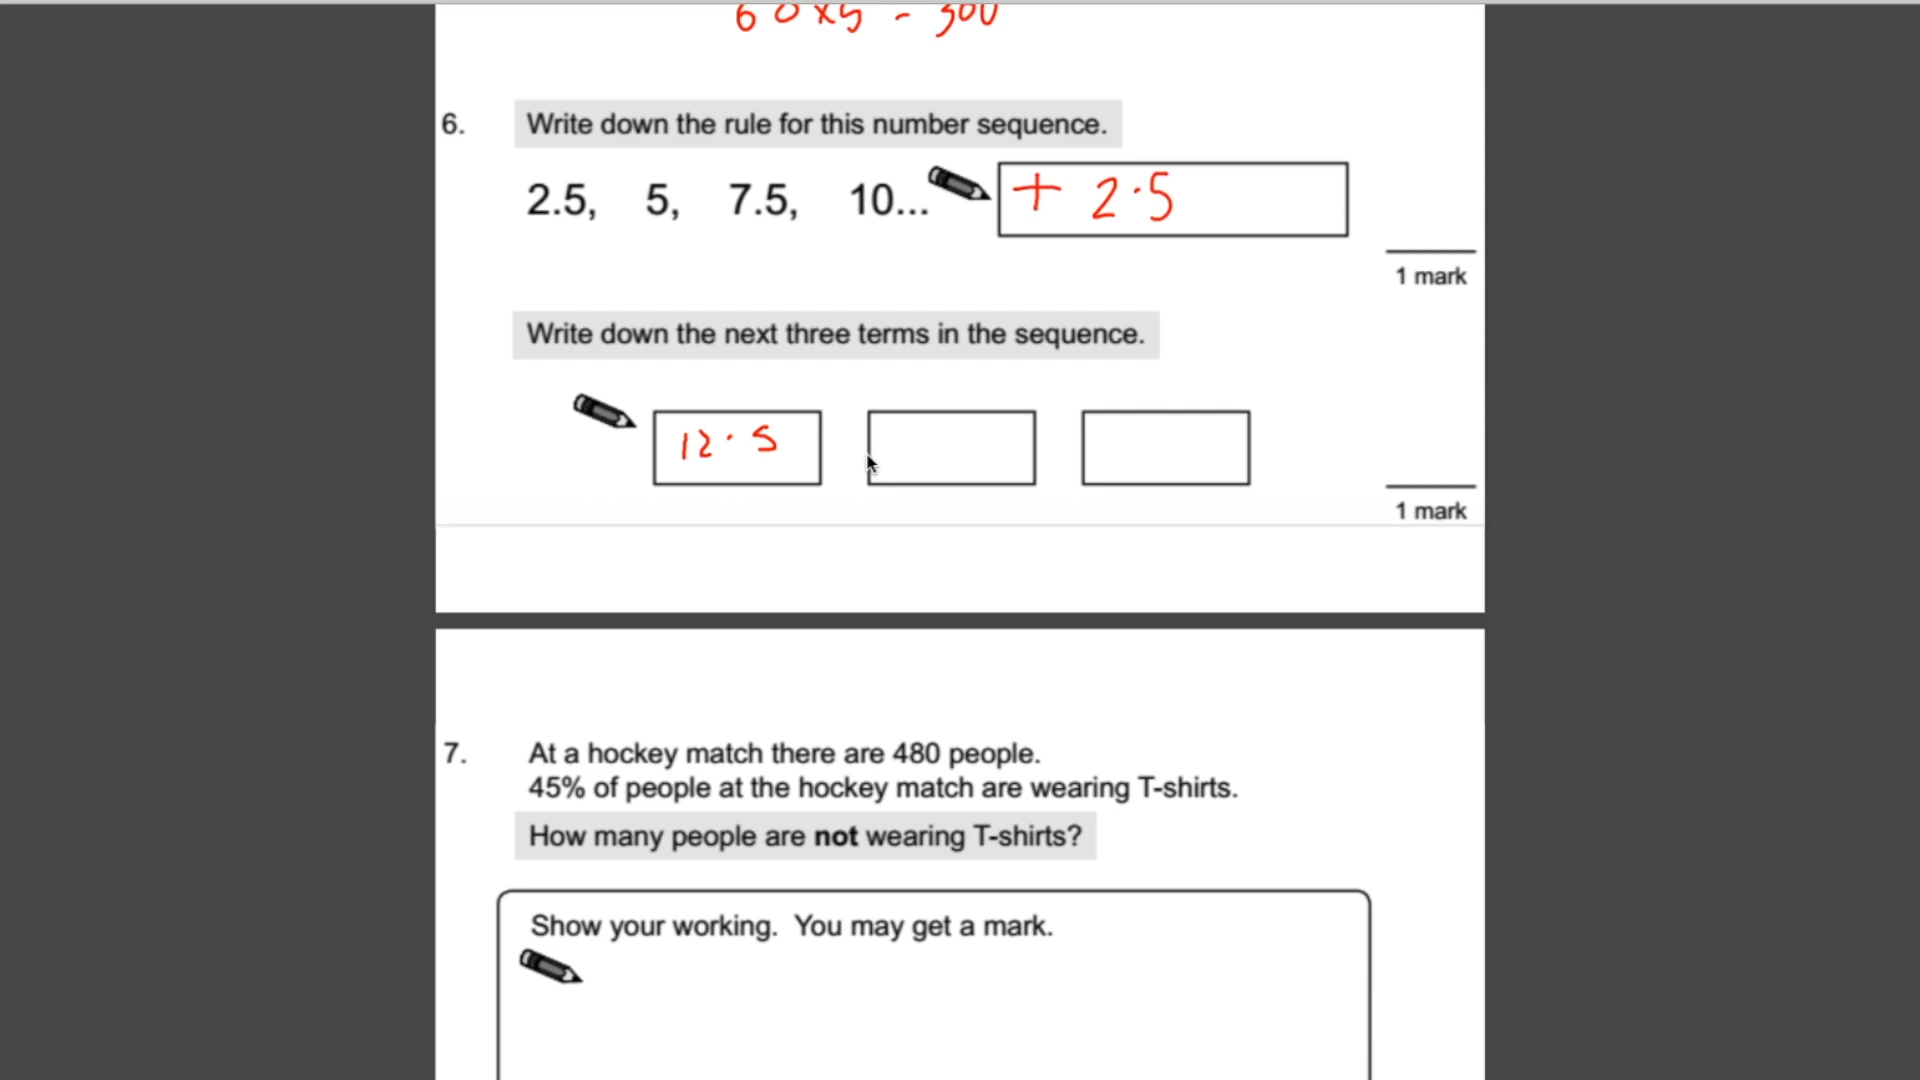 60x5 - 300
6. Write down the rule for this number sequence.
2.5, 5, 7.5, 10... + 2.5
1 mark
Write down the next three terms in the sequence.
12.5
1 mark
7. At a hockey match there are 480 people.
45% of people at the hockey match are wearing T-shirts.
How many people are not wearing T-shirts?
Show your working. You may get a mark.